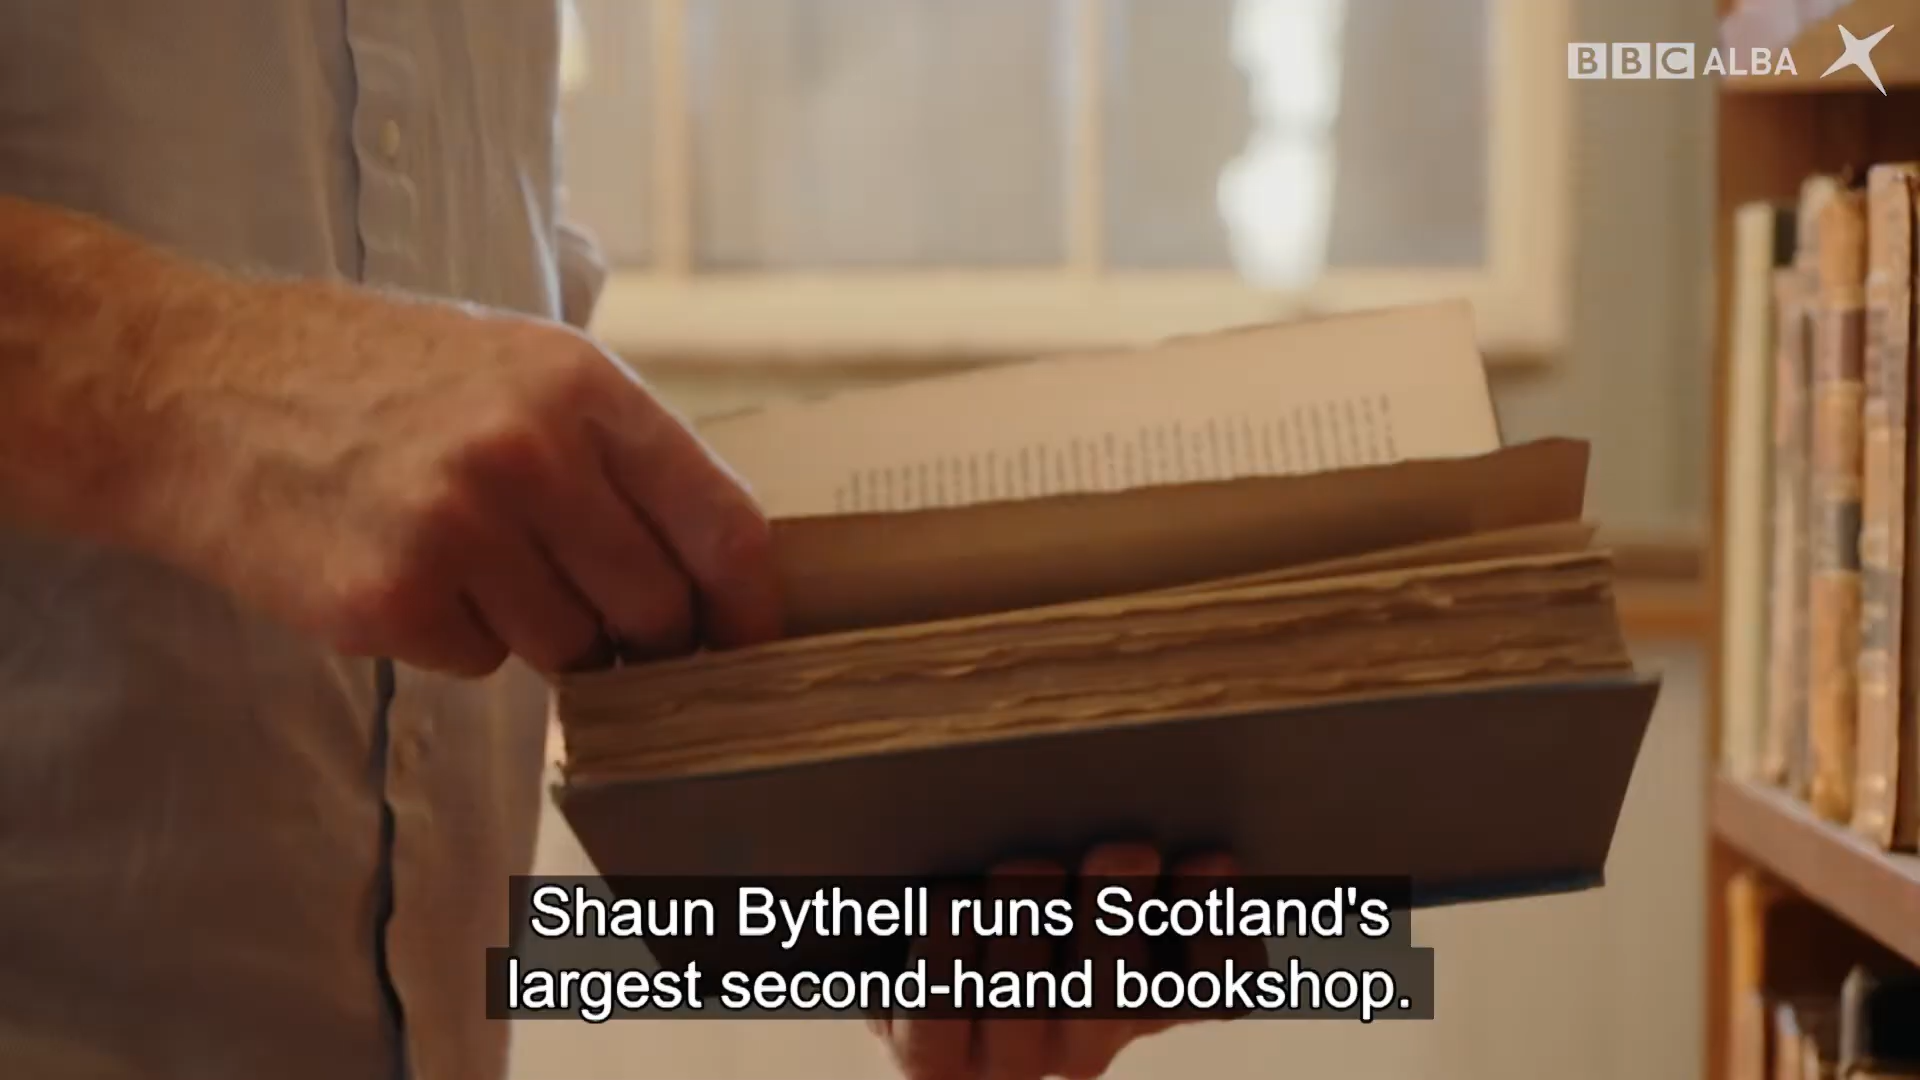 BBC ALBA
Shaun Bythell runs Scotland's
largest second-hand bookshop.